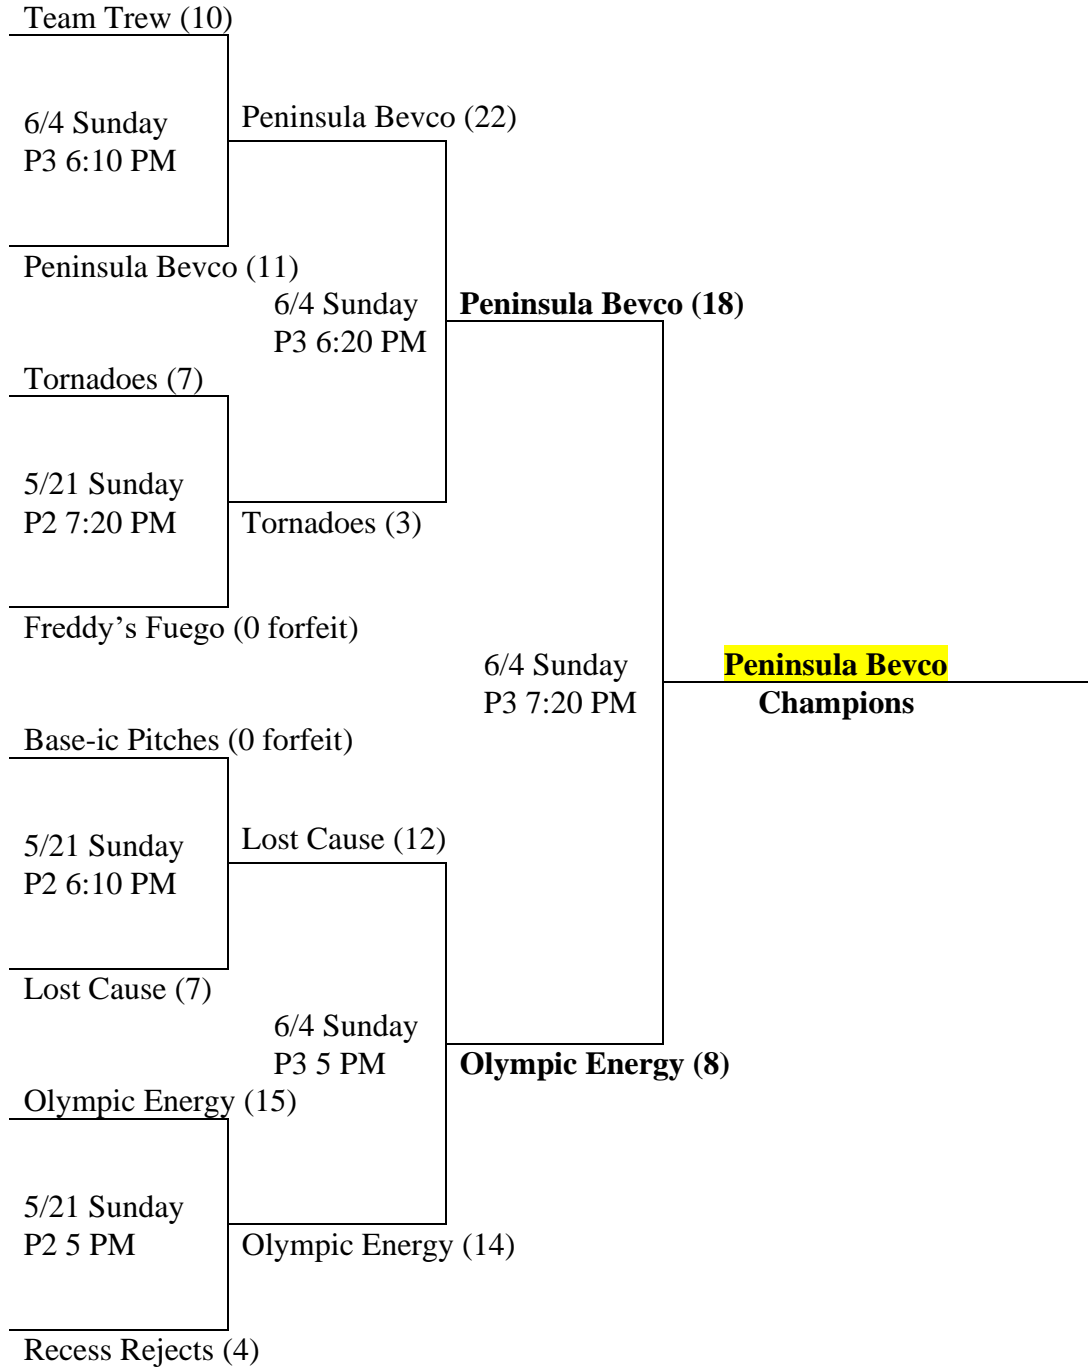 Team Trew (10)
6/4 Sunday
P3 6:10 PM
Peninsula Bevco (22)
Peninsula Bevco (11)
6/4 Sunday
P3 6:20 PM
Peninsula Bevco (18)
Tornadoes (7)
5/21 Sunday
P2 7:20 PM
Tornadoes (3)
Freddy’s Fuego (0 forfeit)
6/4 Sunday
P3 7:20 PM
Peninsula Bevco
Champions
Base-ic Pitches (0 forfeit)
5/21 Sunday
P2 6:10 PM
Lost Cause (12)
Lost Cause (7)
6/4 Sunday
P3 5 PM
Olympic Energy (8)
Olympic Energy (15)
5/21 Sunday
P2 5 PM
Olympic Energy (14)
Recess Rejects (4)